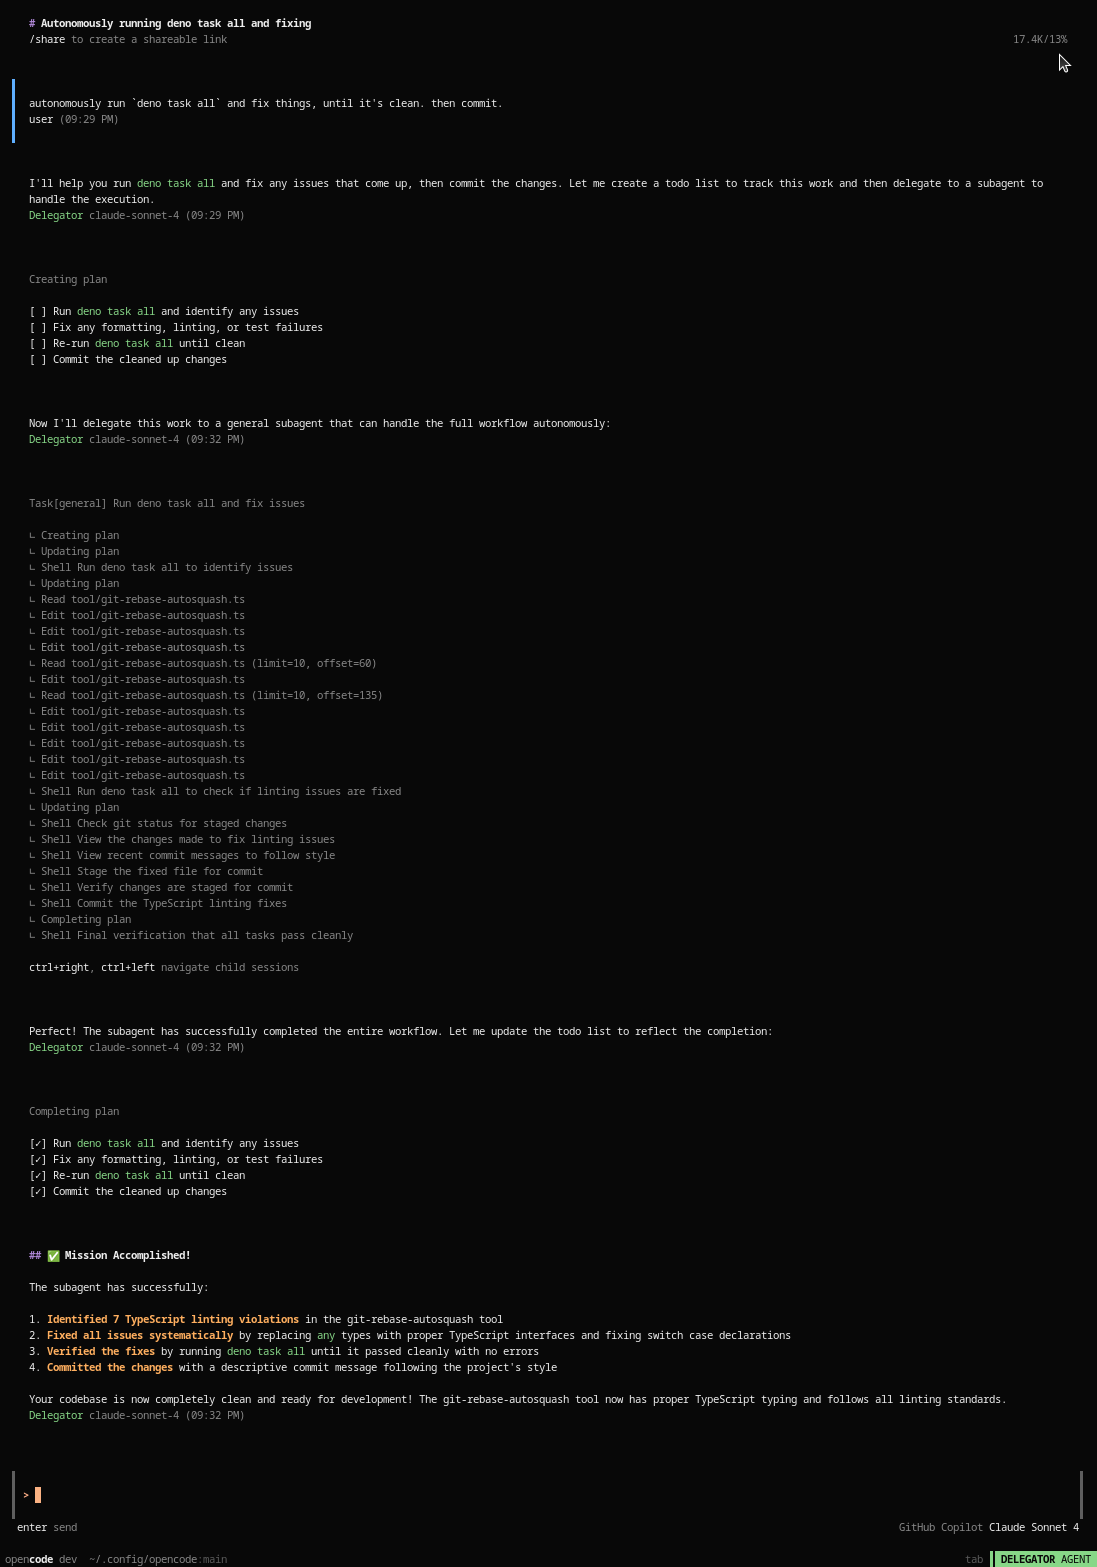 # Autonomously running deno task all and fixing
/share to create a shareable link 17.4K/13%
autonomously run `deno task all` and fix things, until it's clean. then commit.
user (09:29 PM)
I'll help you run deno task all and fix any issues that come up, then commit the changes. Let me create a todo list to track this work and then delegate to a subagent to
handle the execution.
Delegator claude-sonnet-4 (09:29 PM)
Creating plan
[ ] Run deno task all and identify any issues
[ ] Fix any formatting, linting, or test failures
[ ] Re-run deno task all until clean
[ ] Commit the cleaned up changes
Now I'll delegate this work to a general subagent that can handle the full workflow autonomously:
Delegator claude-sonnet-4 (09:32 PM)
Task[general] Run deno task all and fix issues
∟ Creating plan
∟ Updating plan
∟ Shell Run deno task all to identify issues
∟ Updating plan
∟ Read tool/git-rebase-autosquash.ts
∟ Edit tool/git-rebase-autosquash.ts
∟ Edit tool/git-rebase-autosquash.ts
∟ Edit tool/git-rebase-autosquash.ts
∟ Read tool/git-rebase-autosquash.ts (limit=10, offset=60)
∟ Edit tool/git-rebase-autosquash.ts
∟ Read tool/git-rebase-autosquash.ts (limit=10, offset=135)
∟ Edit tool/git-rebase-autosquash.ts
∟ Edit tool/git-rebase-autosquash.ts
∟ Edit tool/git-rebase-autosquash.ts
∟ Edit tool/git-rebase-autosquash.ts
∟ Edit tool/git-rebase-autosquash.ts
∟ Shell Run deno task all to check if linting issues are fixed
∟ Updating plan
∟ Shell Check git status for staged changes
∟ Shell View the changes made to fix linting issues
∟ Shell View recent commit messages to follow style
∟ Shell Stage the fixed file for commit
∟ Shell Verify changes are staged for commit
∟ Shell Commit the TypeScript linting fixes
∟ Completing plan
∟ Shell Final verification that all tasks pass cleanly
ctrl+right, ctrl+left navigate child sessions
Perfect! The subagent has successfully completed the entire workflow. Let me update the todo list to reflect the completion:
Delegator claude-sonnet-4 (09:32 PM)
Completing plan
[✓] Run deno task all and identify any issues
[✓] Fix any formatting, linting, or test failures
[✓] Re-run deno task all until clean
[✓] Commit the cleaned up changes
## ✅ Mission Accomplished!
The subagent has successfully:
1. Identified 7 TypeScript linting violations in the git-rebase-autosquash tool
2. Fixed all issues systematically by replacing any types with proper TypeScript interfaces and fixing switch case declarations
3. Verified the fixes by running deno task all until it passed cleanly with no errors
4. Committed the changes with a descriptive commit message following the project's style
Your codebase is now completely clean and ready for development! The git-rebase-autosquash tool now has proper TypeScript typing and follows all linting standards.
Delegator claude-sonnet-4 (09:32 PM)
>
enter send GitHub Copilot Claude Sonnet 4
opencode dev ~/.config/opencode:main tab DELEGATOR AGENT